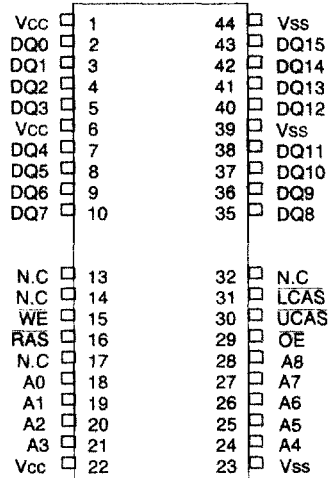 Vcc 1 44 Vss
DQ0 2 43 DQ15
DQ1 3 42 DQ14
DQ2 4 41 DQ13
DQ3 5 40 DQ12
Vcc 6 39 Vss
DQ4 7 38 DQ11
DQ5 8 37 DQ10
DQ6 9 36 DQ9
DQ7 10 35 DQ8
N.C 13 32 N.C
N.C 14 31 LCAS
WE 15 30 UCAS
RAS 16 29 OE
N.C 17 28 A8
A0 18 27 A7
A1 19 26 A6
A2 20 25 A5
A3 21 24 A4
Vcc 22 23 Vss